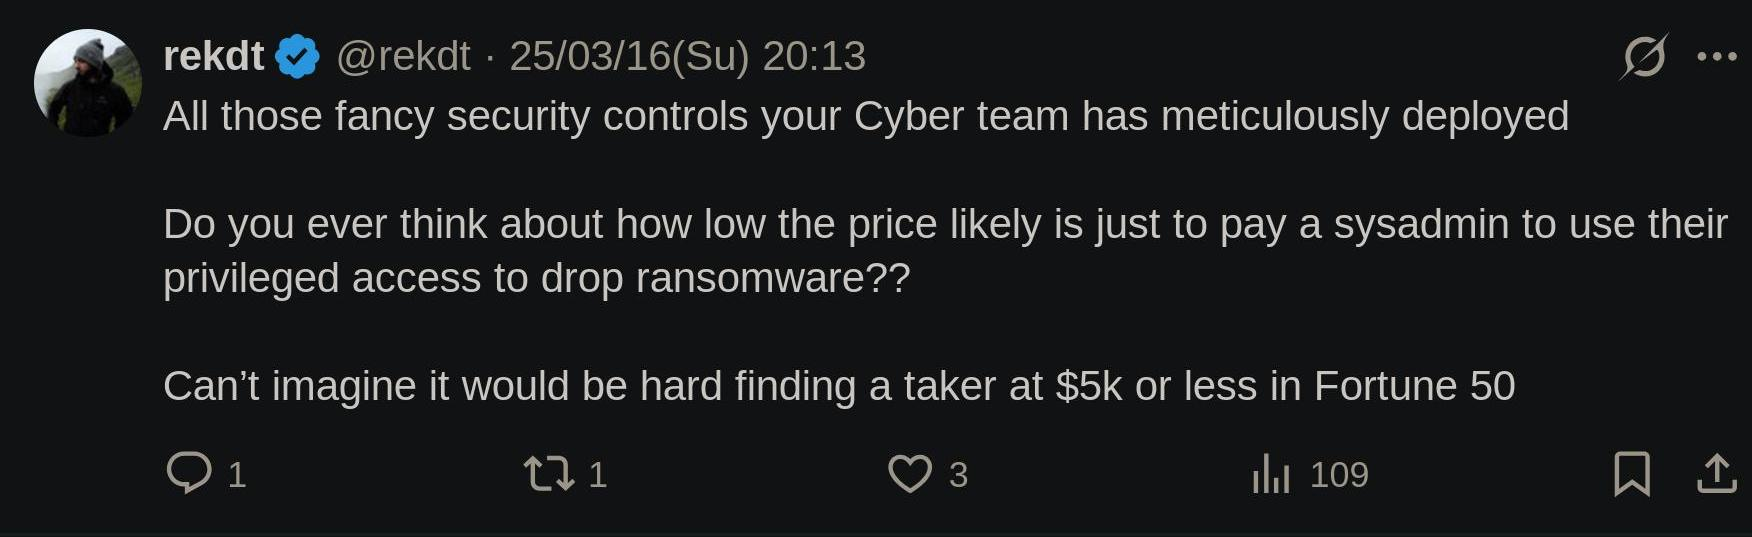 rekdt @rekdt · 25/03/16(Su) 20:13
All those fancy security controls your Cyber team has meticulously deployed
Do you ever think about how low the price likely is just to pay a sysadmin to use their
privileged access to drop ransomware??
Can’t imagine it would be hard finding a taker at $5k or less in Fortune 50
1 1 3 109